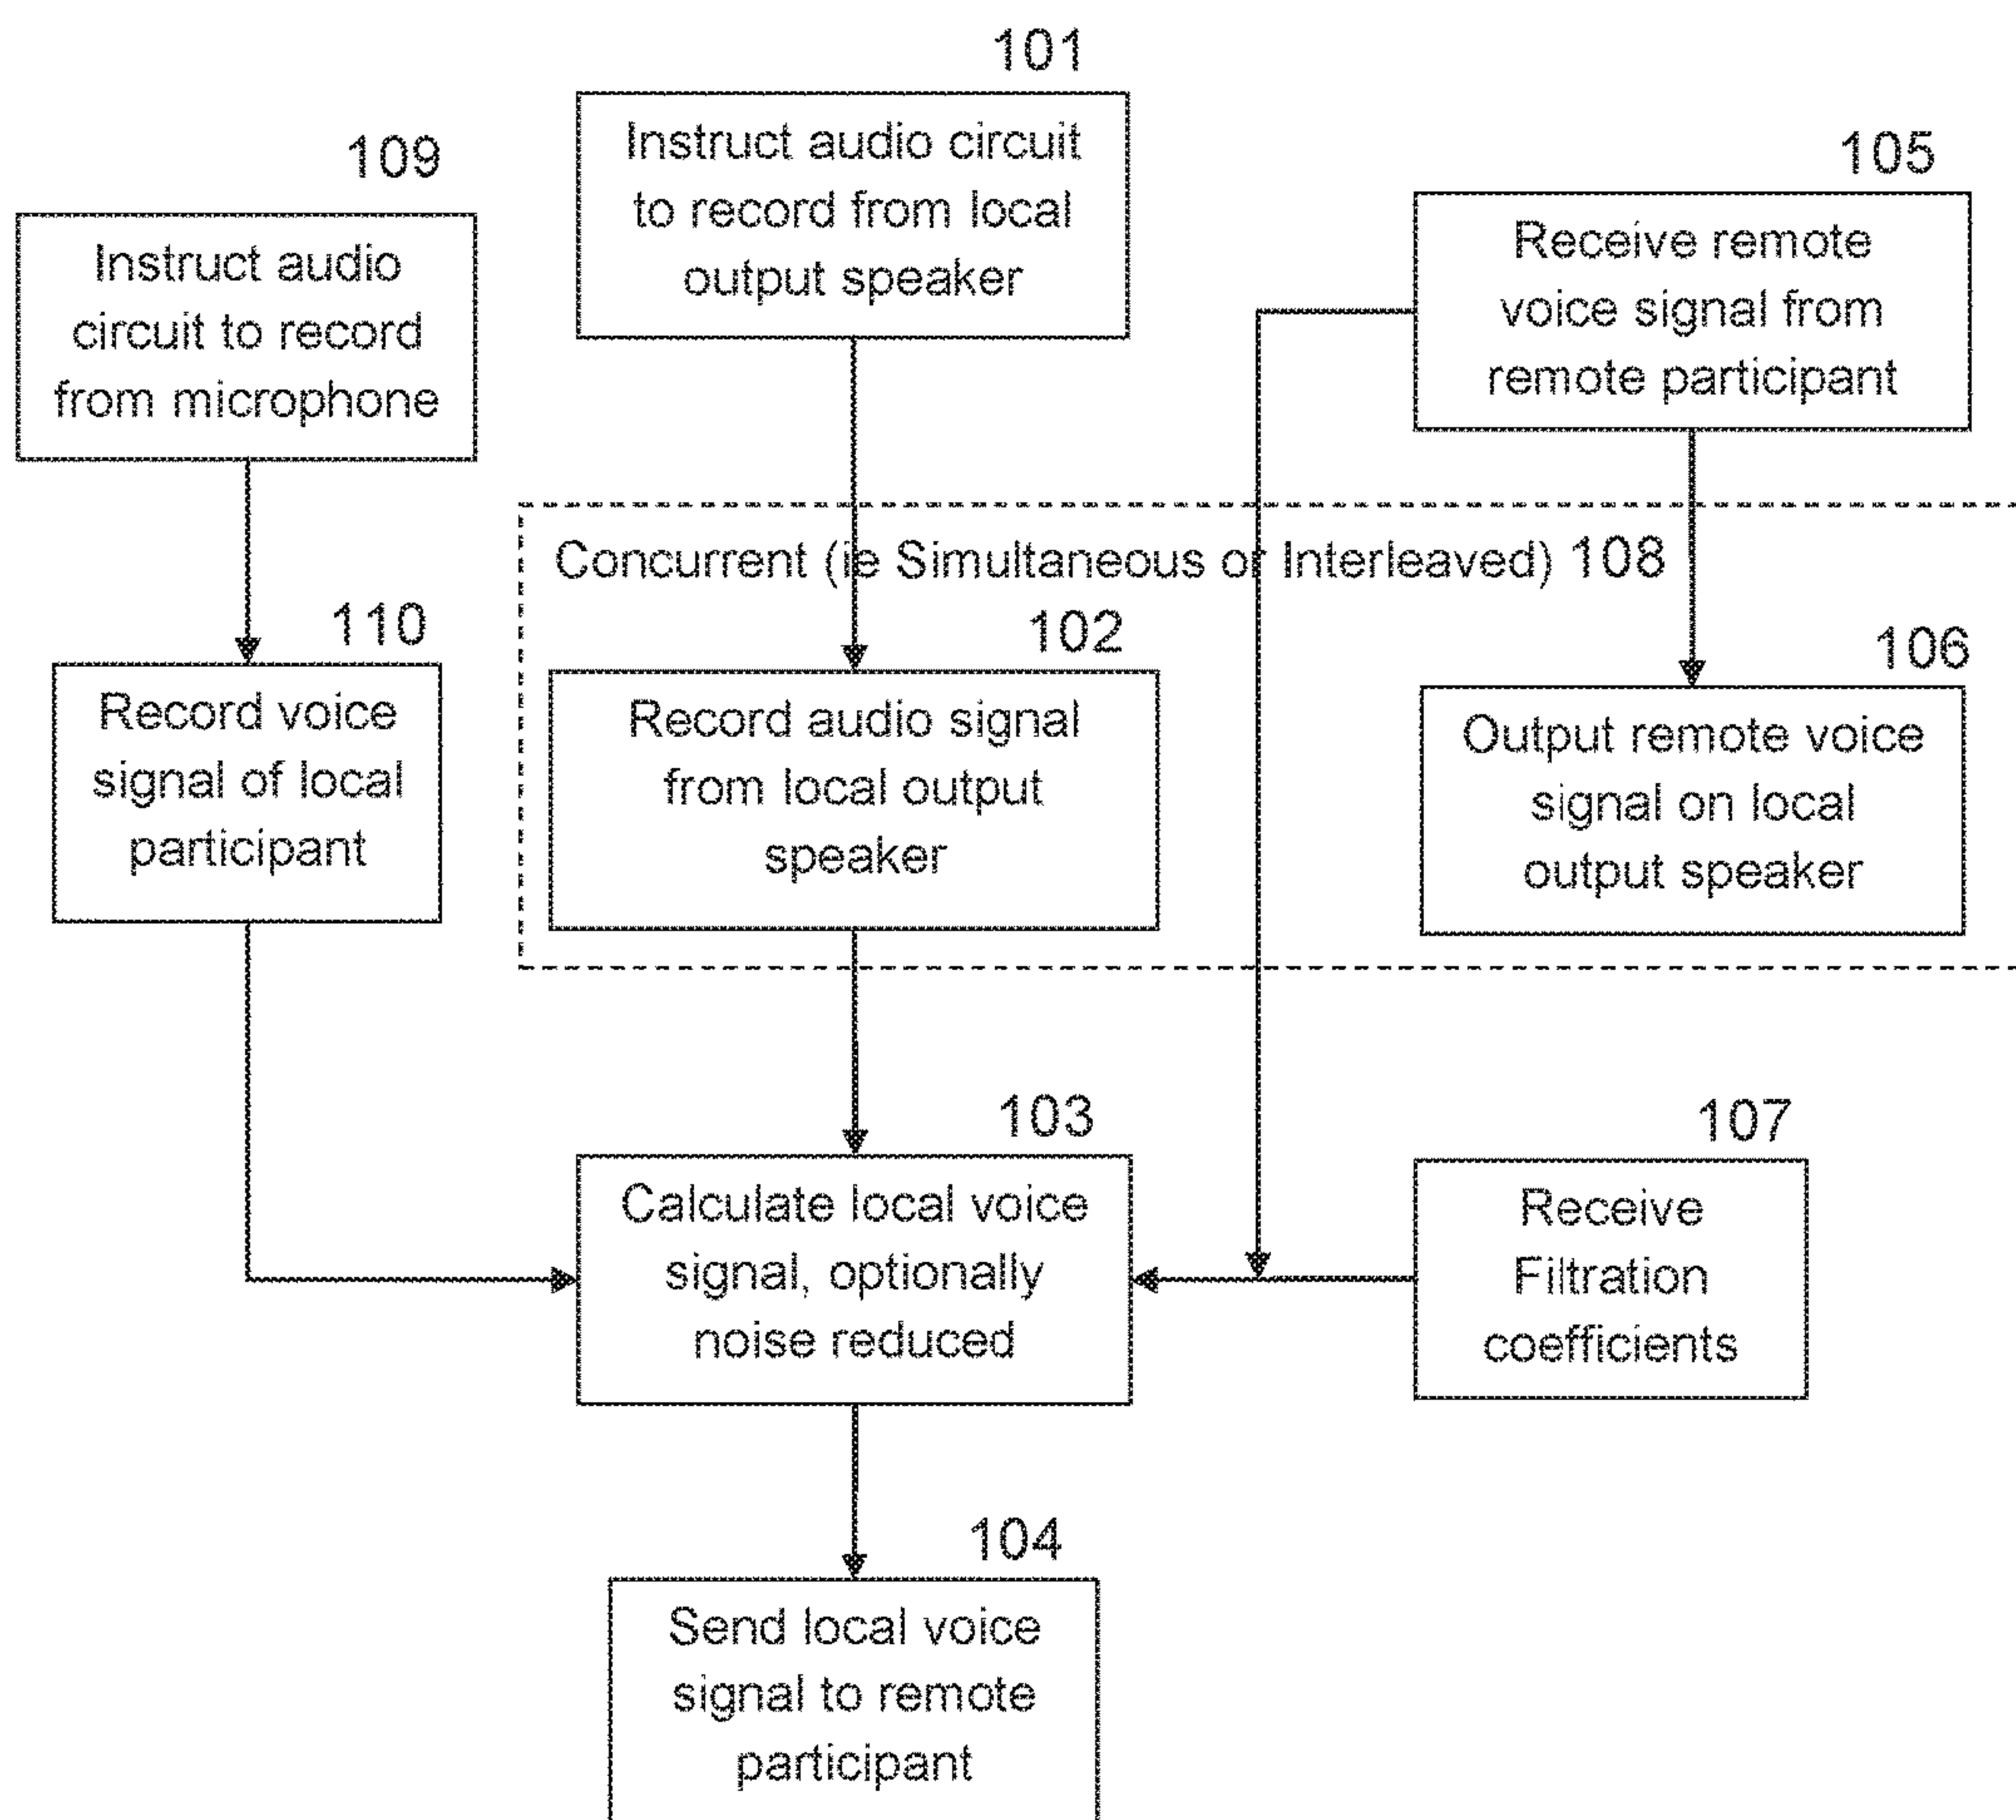 101
Instruct audio circuit
to record from local
output speaker
109
Instruct audio
circuit to record
from microphone
105
Receive remote
voice signal from
remote participant
Concurrent (ie Simultaneous or Interleaved) 108
110
Record voice
signal of local
participant
102
Record audio signal
from local output
speaker
106
Output remote voice
signal on local
output speaker
103
Calculate local voice
signal, optionally
noise reduced
107
Receive
Filtration
coefficients
104
Send local voice
signal to remote
participant